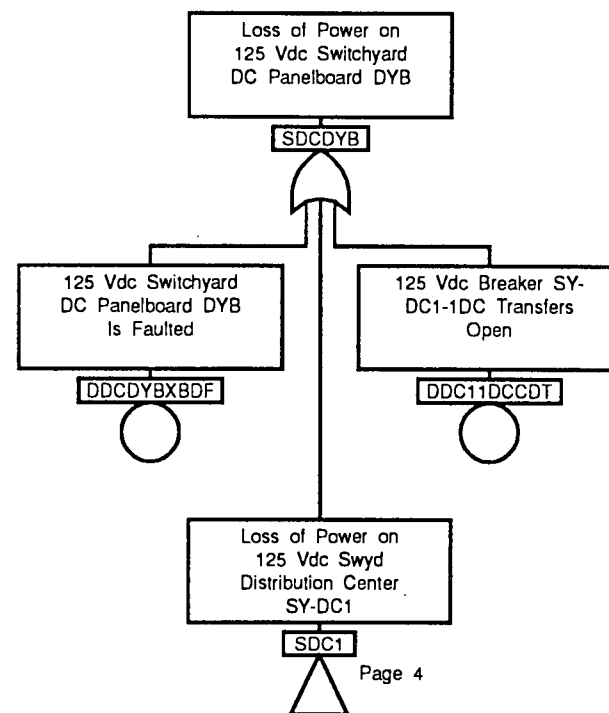 Loss of Power on
125 Vdc Switchyard
DC Panelboard DYB
SDCDYB
125 Vdc Switchyard
DC Panelboard DYB
Is Faulted
DDCDYBXBDF
125 Vdc Breaker SY-
DC1-1DC Transfers
Open
DDC11DCCDT
Loss of Power on
125 Vdc Swyd
Distribution Center
SY-DC1
SDC1
Page 4